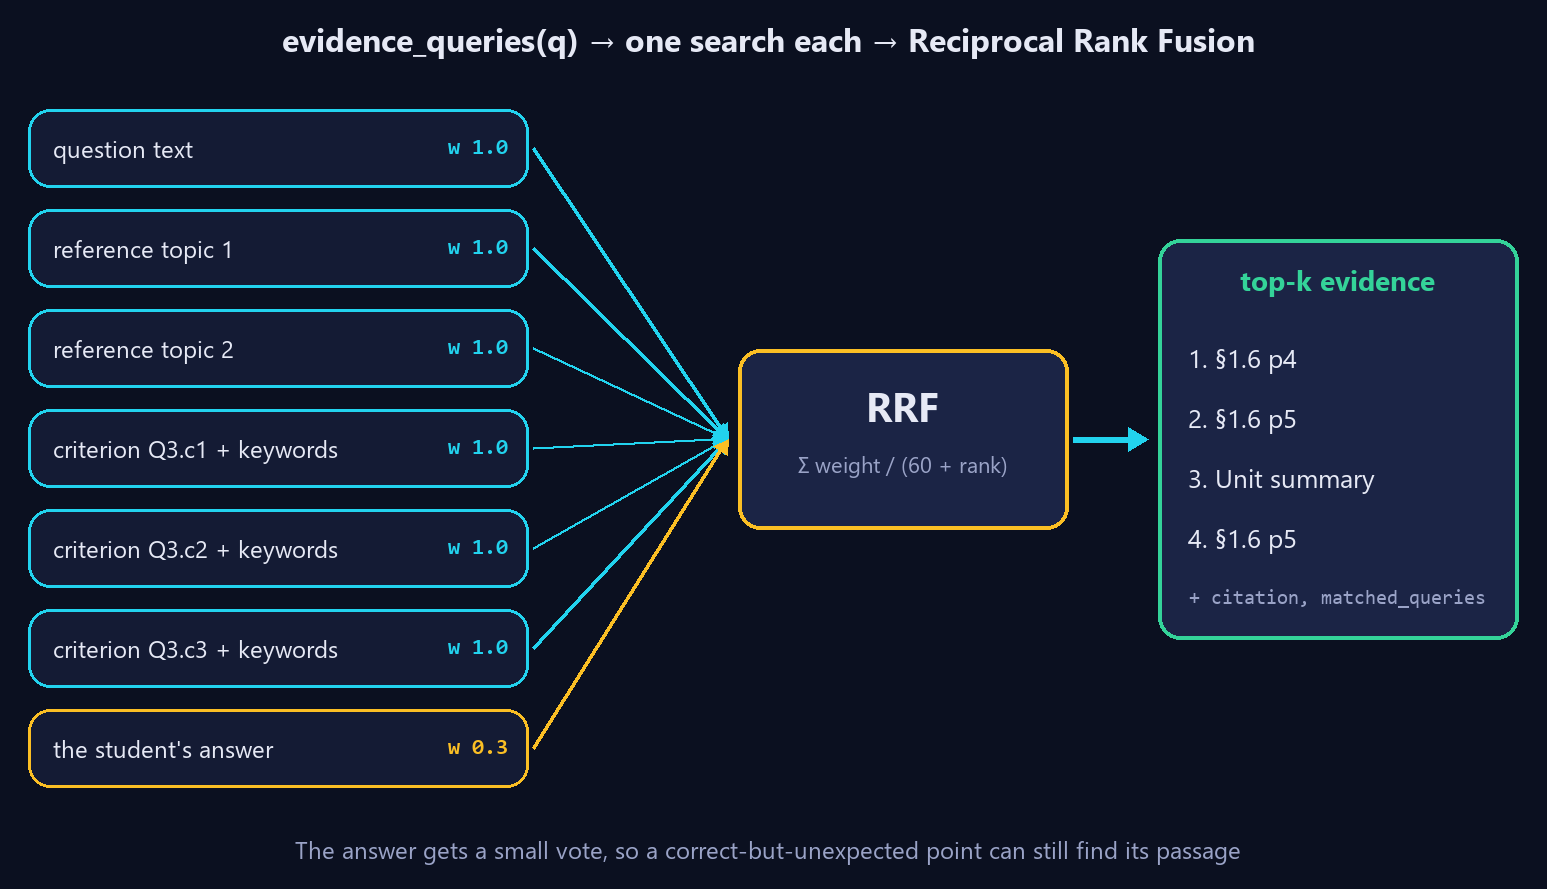 evidence_queries(q) → one search each → Reciprocal Rank Fusion
question text w 1.0
reference topic 1 w 1.0
reference topic 2 w 1.0
criterion Q3.c1 + keywords w 1.0
criterion Q3.c2 + keywords w 1.0
criterion Q3.c3 + keywords w 1.0
the student's answer w 0.3
RRF
Σ weight / (60 + rank)
top-k evidence
1. §1.6 p4
2. §1.6 p5
3. Unit summary
4. §1.6 p5
+ citation, matched_queries
The answer gets a small vote, so a correct-but-unexpected point can still find its passage